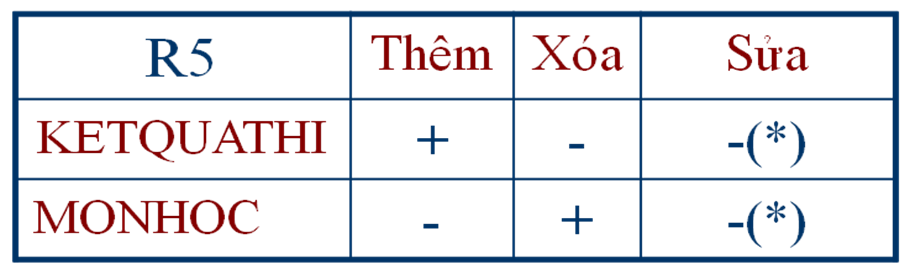 R5 Thêm Xóa Sửa
KETQUATHI + - -(*)
MONHOC - + -(*)